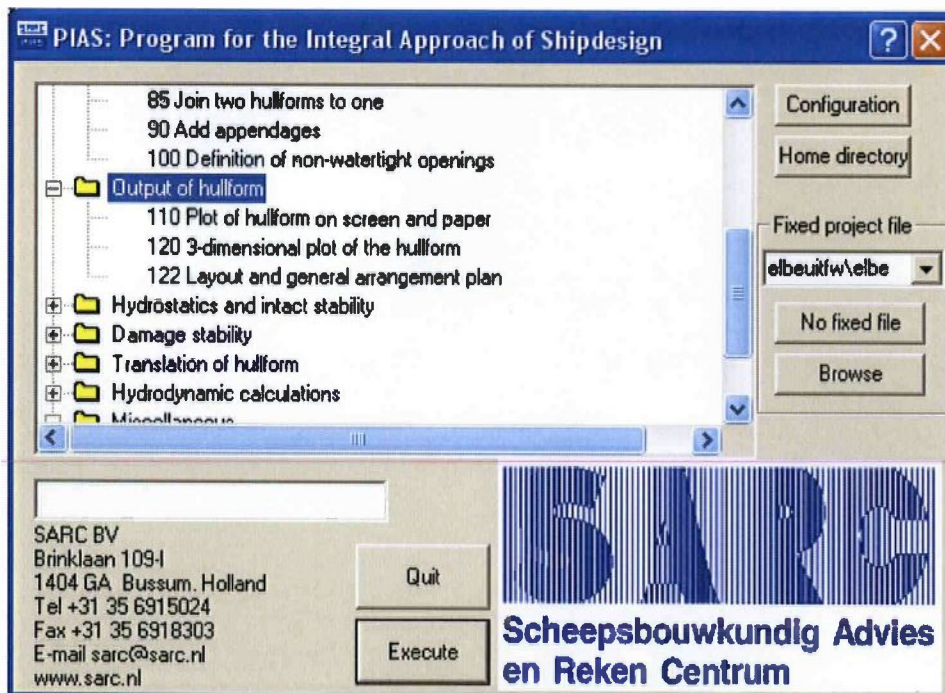 PIAS: Program for the Integral Approach of Shipdesign
85 Join two hullforms to one
90 Add appendages
100 Definition of non-watertight openings
Output of hullform
110 Plot of hullform on screen and paper
120 3-dimensional plot of the hullform
122 Layout and general arrangement plan
Hydrostatics and intact stability
Damage stability
Translation of hullform
Hydrodynamic calculations
Miscellaneous
Configuration
Home directory
Fixed project file
elbeuitfw\elbe
No fixed file
Browse
SARC BV
Brinklaan 109-I
1404 GA Bussum. Holland
Tel +31 35 6915024
Fax +31 35 6918303
E-mail sarc@sarc.nl
www.sarc.nl
Quit
Execute
SARC
Scheepsbouwkundig Advies
en Reken Centrum